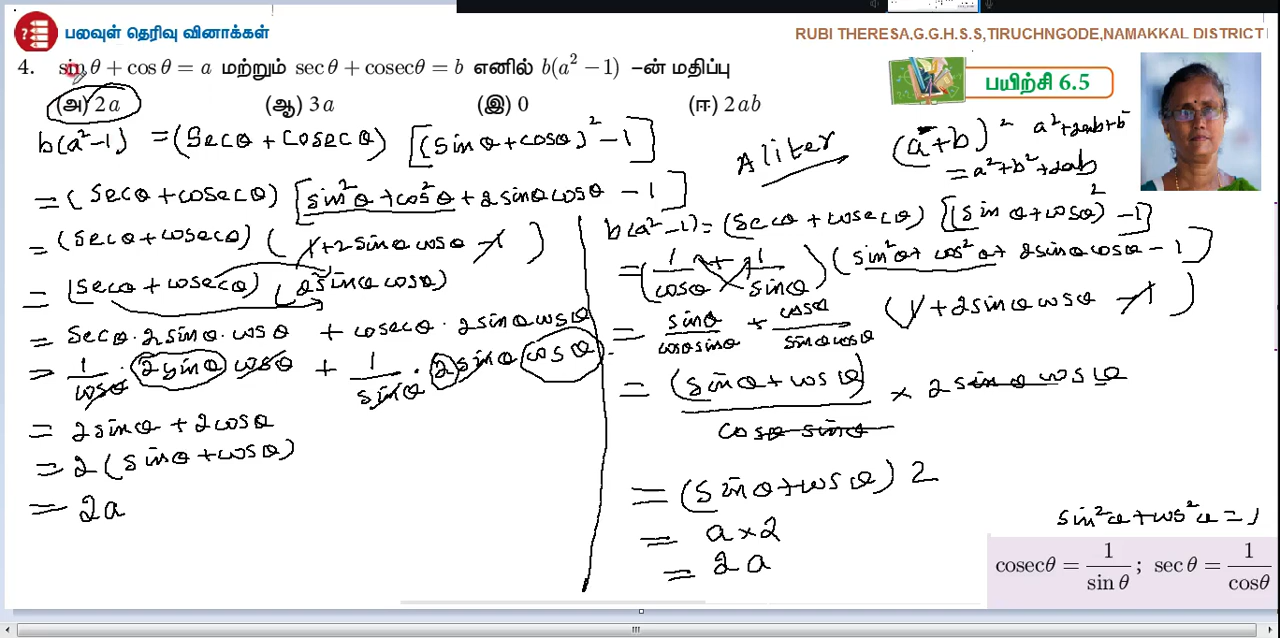 பலவுள் தெரிவு வினாக்கள்
RUBI THERESA,G.G.H.S.S,TIRUCHNGODE,NAMAKKAL DISTRICT
4. sin θ + cos θ = a மற்றும் sec θ + cosecθ = b எனில் b(a² − 1) –ன் மதிப்பு
(அ) 2a (ஆ) 3a (இ) 0 (ஈ) 2ab
பயிற்சி 6.5
b(a²-1) = (secθ + cosecθ) [(sinθ + cosθ)² - 1]
= (secθ + cosecθ) [sin²θ + cos²θ + 2sinθcosθ - 1]
= (secθ + cosecθ) (1 + 2sinθcosθ - 1)
= (secθ + cosecθ) (2sinθcosθ)
= secθ·2sinθ·cosθ + cosecθ·2sinθcosθ
= 1/cosθ · 2sinθ cosθ + 1/sinθ · 2sinθ cosθ
= 2sinθ + 2cosθ
= 2(sinθ + cosθ)
= 2a
Aliter
(a+b)² a²+2ab+b²
= a²+b²+2ab
b(a²-1) = (secθ + cosecθ) [(sinθ + cosθ)² - 1]
= (1/cosθ + 1/sinθ) (sin²θ + cos²θ + 2sinθcosθ - 1)
= sinθ/cosθsinθ + cosθ/sinθcosθ (1 + 2sinθcosθ - 1)
= (sinθ + cosθ)/cosθ sinθ × 2sinθcosθ
= (sinθ + cosθ) 2
= a × 2
= 2a
sin²θ + cos²θ = 1
cosecθ = 1/sin θ ; sec θ = 1/cosθ